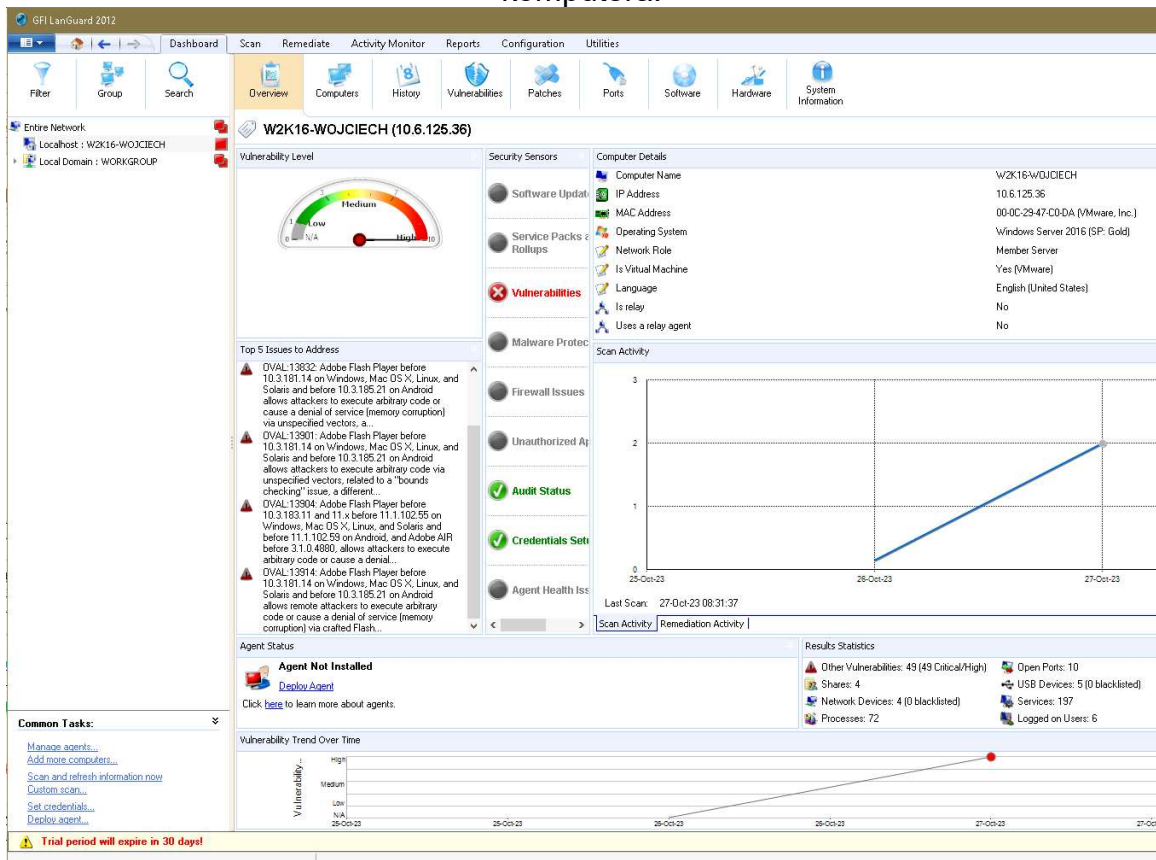 komputera.
GFI LanGuard 2012
Dashboard Scan Remediate Activity Monitor Reports Configuration Utilities
Filter Group Search
Overview Computers History Vulnerabilities Patches Ports Software Hardware System Information
Entire Network
Localhost : W2K16-WOJCIECH
Local Domain : WORKGROUP
W2K16-WOJCIECH (10.6.125.36)
Vulnerability Level
N/A Low Medium High
0 1 3 7 10
Top 5 Issues to Address
OVAL:13832: Adobe Flash Player before
10.3.181.14 on Windows, Mac OS X, Linux, and
Solaris and before 10.3.185.21 on Android
allows attackers to execute arbitrary code or
cause a denial of service (memory corruption)
via unspecified vectors, a...
OVAL:13901: Adobe Flash Player before
10.3.181.14 on Windows, Mac OS X, Linux, and
Solaris and before 10.3.185.21 on Android
allows attackers to execute arbitrary code via
unspecified vectors, related to a "bounds
checking" issue, a different...
OVAL:13904: Adobe Flash Player before
10.3.183.11 and 11.x before 11.1.102.55 on
Windows, Mac OS X, Linux, and Solaris and
before 11.1.102.59 on Android, and Adobe AIR
before 3.1.0.4880, allows attackers to execute
arbitrary code or cause a denial...
OVAL:13914: Adobe Flash Player before
10.3.181.14 on Windows, Mac OS X, Linux, and
Solaris and before 10.3.185.21 on Android
allows remote attackers to execute arbitrary
code or cause a denial of service (memory
corruption) via crafted Flash...
Security Sensors
Software Updat
Service Packs a
Rollups
Vulnerabilities
Malware Protec
Firewall Issues
Unauthorized Ap
Audit Status
Credentials Setu
Agent Health Iss
Computer Details
Computer Name W2K16-WOJCIECH
IP Address 10.6.125.36
MAC Address 00-0C-29-47-C0-DA (VMware, Inc.)
Operating System Windows Server 2016 (SP: Gold)
Network Role Member Server
Is Virtual Machine Yes (VMware)
Language English (United States)
Is relay No
Uses a relay agent No
Scan Activity
3
2
1
0
25-Oct-23 26-Oct-23 27-Oct-23
Last Scan: 27-Oct-23 08:31:37
Scan Activity Remediation Activity
Agent Status
Agent Not Installed
Deploy Agent
Click here to learn more about agents.
Results Statistics
Other Vulnerabilities: 49 (49 Critical/High) Open Ports: 10
Shares: 4 USB Devices: 5 (0 blacklisted)
Network Devices: 4 (0 blacklisted) Services: 197
Processes: 72 Logged on Users: 6
Vulnerability Trend Over Time
Vulnerability...
High
Medium
Low
N/A
25-Oct-23 25-Oct-23 26-Oct-23 26-Oct-23 27-Oct-23 27-Oc
Common Tasks:
Manage agents...
Add more computers...
Scan and refresh information now
Custom scan...
Set credentials...
Deploy agent...
Trial period will expire in 30 days!